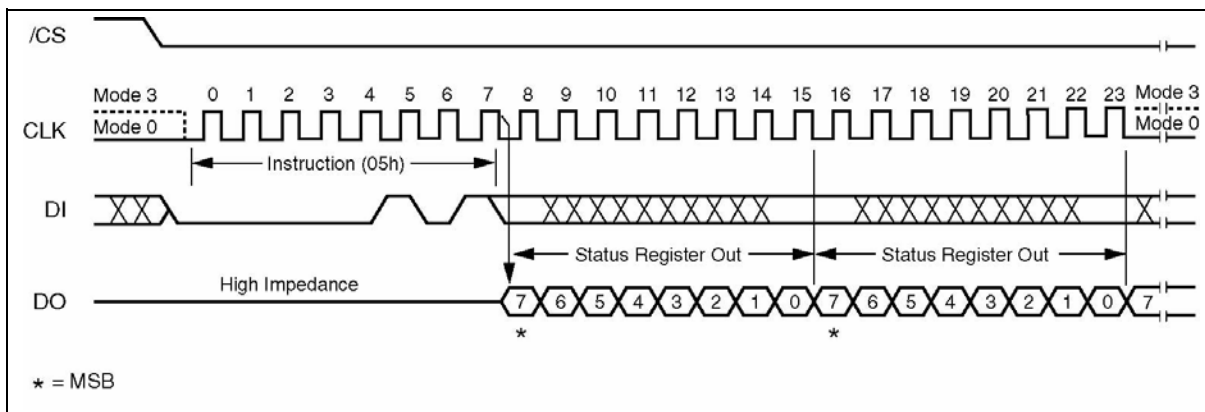 /CS
Mode 3 0 1 2 3 4 5 6 7 8 9 10 11 12 13 14 15 16 17 18 19 20 21 22 23 Mode 3
CLK Mode 0 Mode 0
Instruction (05h)
DI
Status Register Out Status Register Out
High Impedance
DO 7 6 5 4 3 2 1 0 7 6 5 4 3 2 1 0 7
* *
* = MSB